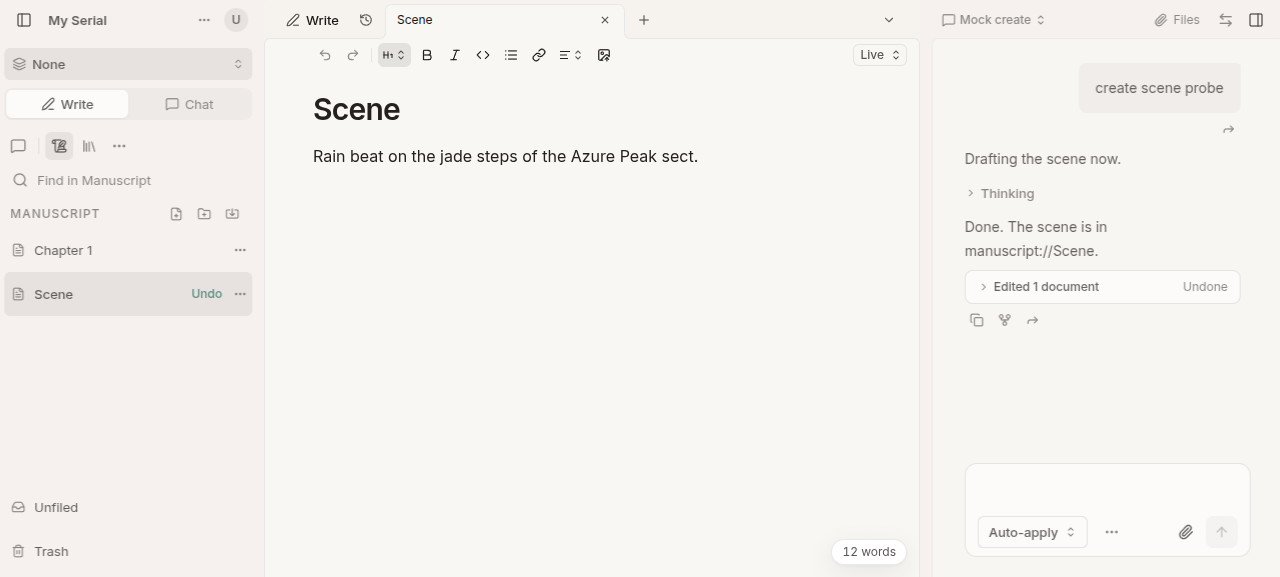 My Serial
U
None
Write
Chat
Find in Manuscript
MANUSCRIPT
Chapter 1
Scene
Undo
Unfiled
Trash
Write
Scene
H1
Live
Scene
Rain beat on the jade steps of the Azure Peak sect.
12 words
Mock create
Files
create scene probe
Drafting the scene now.
Thinking
Done. The scene is in
manuscript://Scene.
Edited 1 document
Undone
Auto-apply